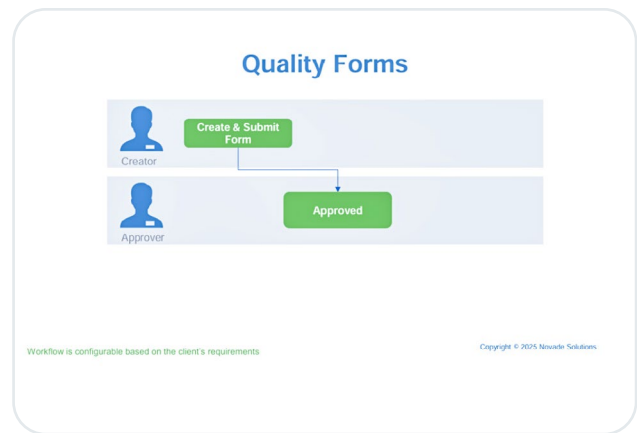 Quality Forms
Create & Submit
Form
Creator
Approved
Approver
Workflow is configurable based on the client's requirements
Copyright © 2025 Novade Solutions